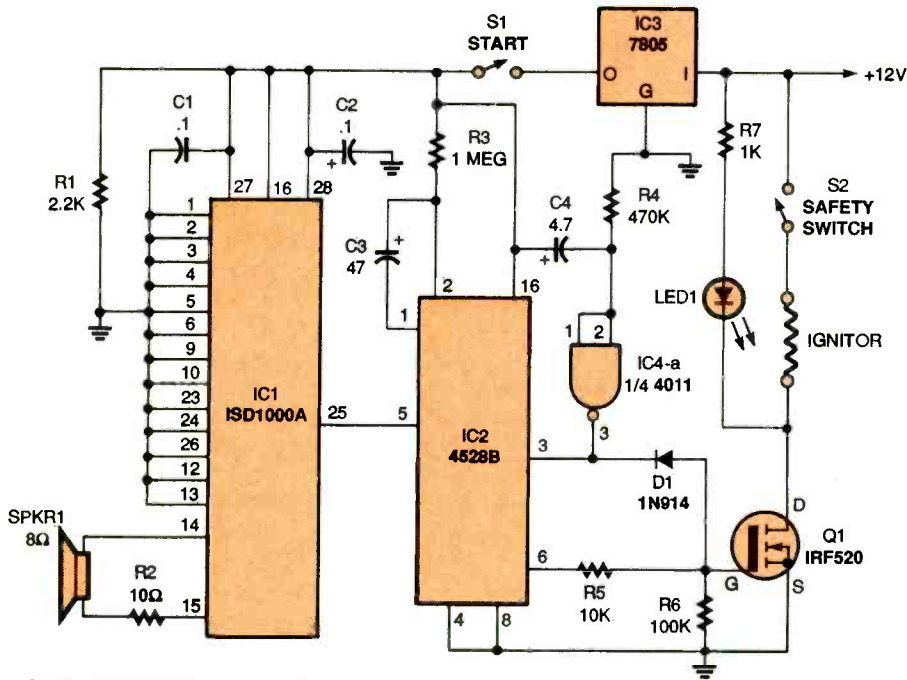 S1
START
IC3
7805
O
I
G
+12V
C1
.1
C2
.1
+
R3
1 MEG
R7
1K
R1
2.2K
27
16
28
C4
4.7
+
R4
470K
S2
SAFETY
SWITCH
1
2
3
4
5
6
9
10
23
24
26
12
13
14
15
C3
47
+
2
16
1
LED1
IGNITOR
1
2
IC4-a
1/4 4011
3
IC1
ISD1000A
25
5
IC2
4528B
3
D1
1N914
6
R5
10K
R6
100K
D
G
S
Q1
IRF520
SPKR1
8Ω
R2
10Ω
4
8